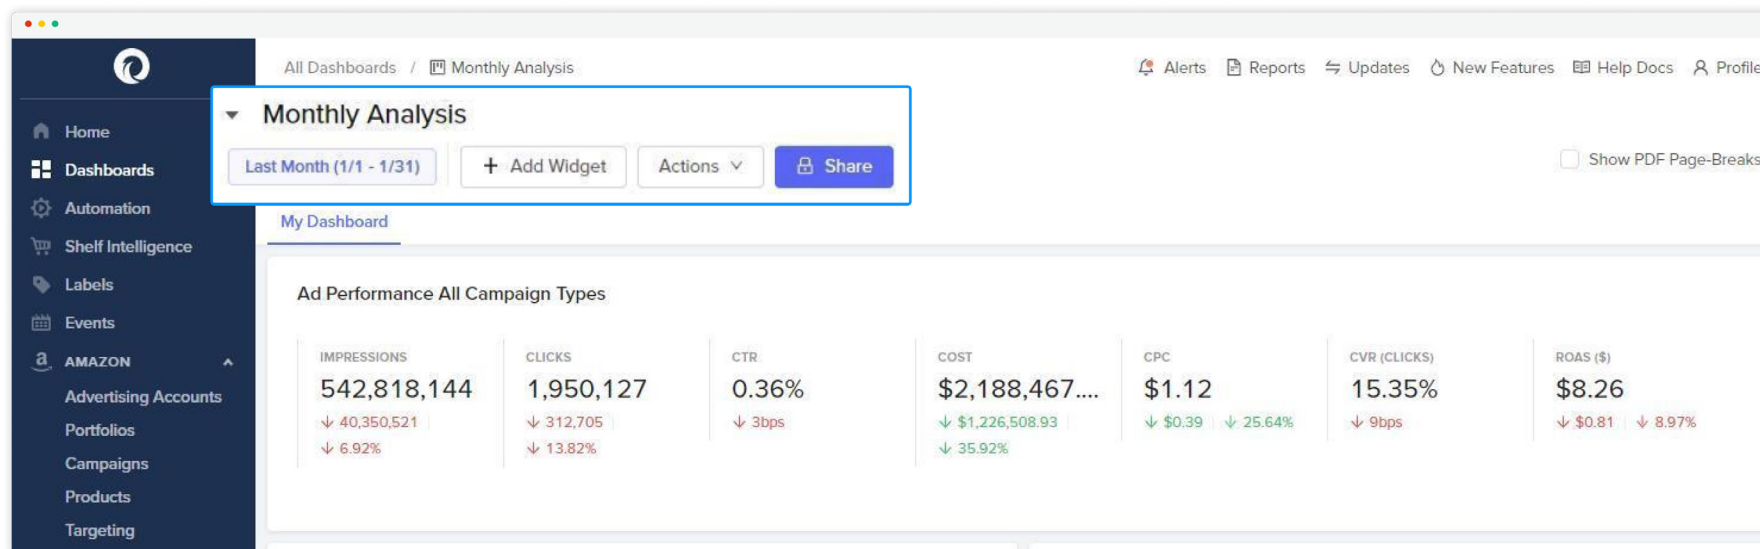 All Dashboards / Monthly Analysis
Alerts Reports Updates New Features Help Docs Profile
Monthly Analysis
Last Month (1/1 - 1/31) + Add Widget Actions Share
Show PDF Page-Breaks
My Dashboard
Home
Dashboards
Automation
Shelf Intelligence
Labels
Events
a AMAZON
Advertising Accounts
Portfolios
Campaigns
Products
Targeting
Ad Performance All Campaign Types
IMPRESSIONS CLICKS CTR COST CPC CVR (CLICKS) ROAS ($)
542,818,144 1,950,127 0.36% $2,188,467.... $1.12 15.35% $8.26
↓ 40,350,521 ↓ 312,705 ↓ 3bps ↓ $1,226,508.93 ↓ $0.39 ↓ 25.64% ↓ 9bps ↓ $0.81 ↓ 8.97%
↓ 6.92% ↓ 13.82% ↓ 35.92%